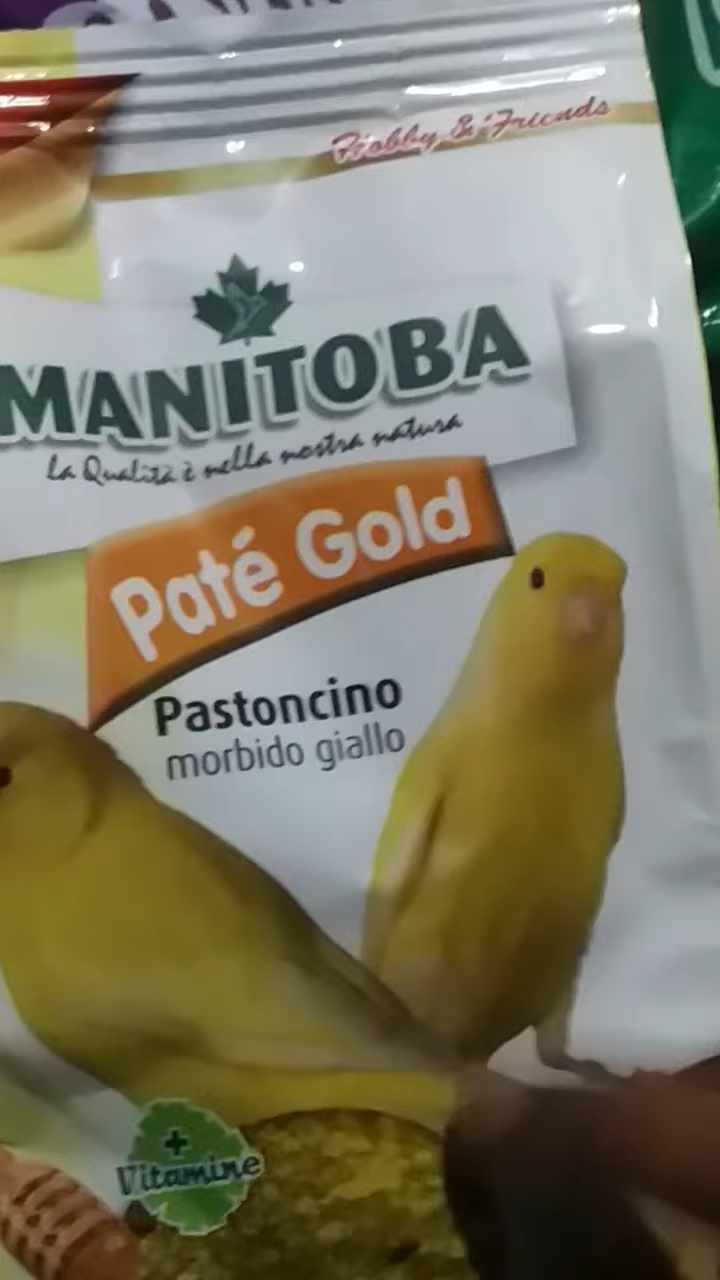 Hobby & Friends
MANITOBA
la Qualità è nella nostra natura
Paté Gold
Pastoncino
morbido giallo
+
Vitamine